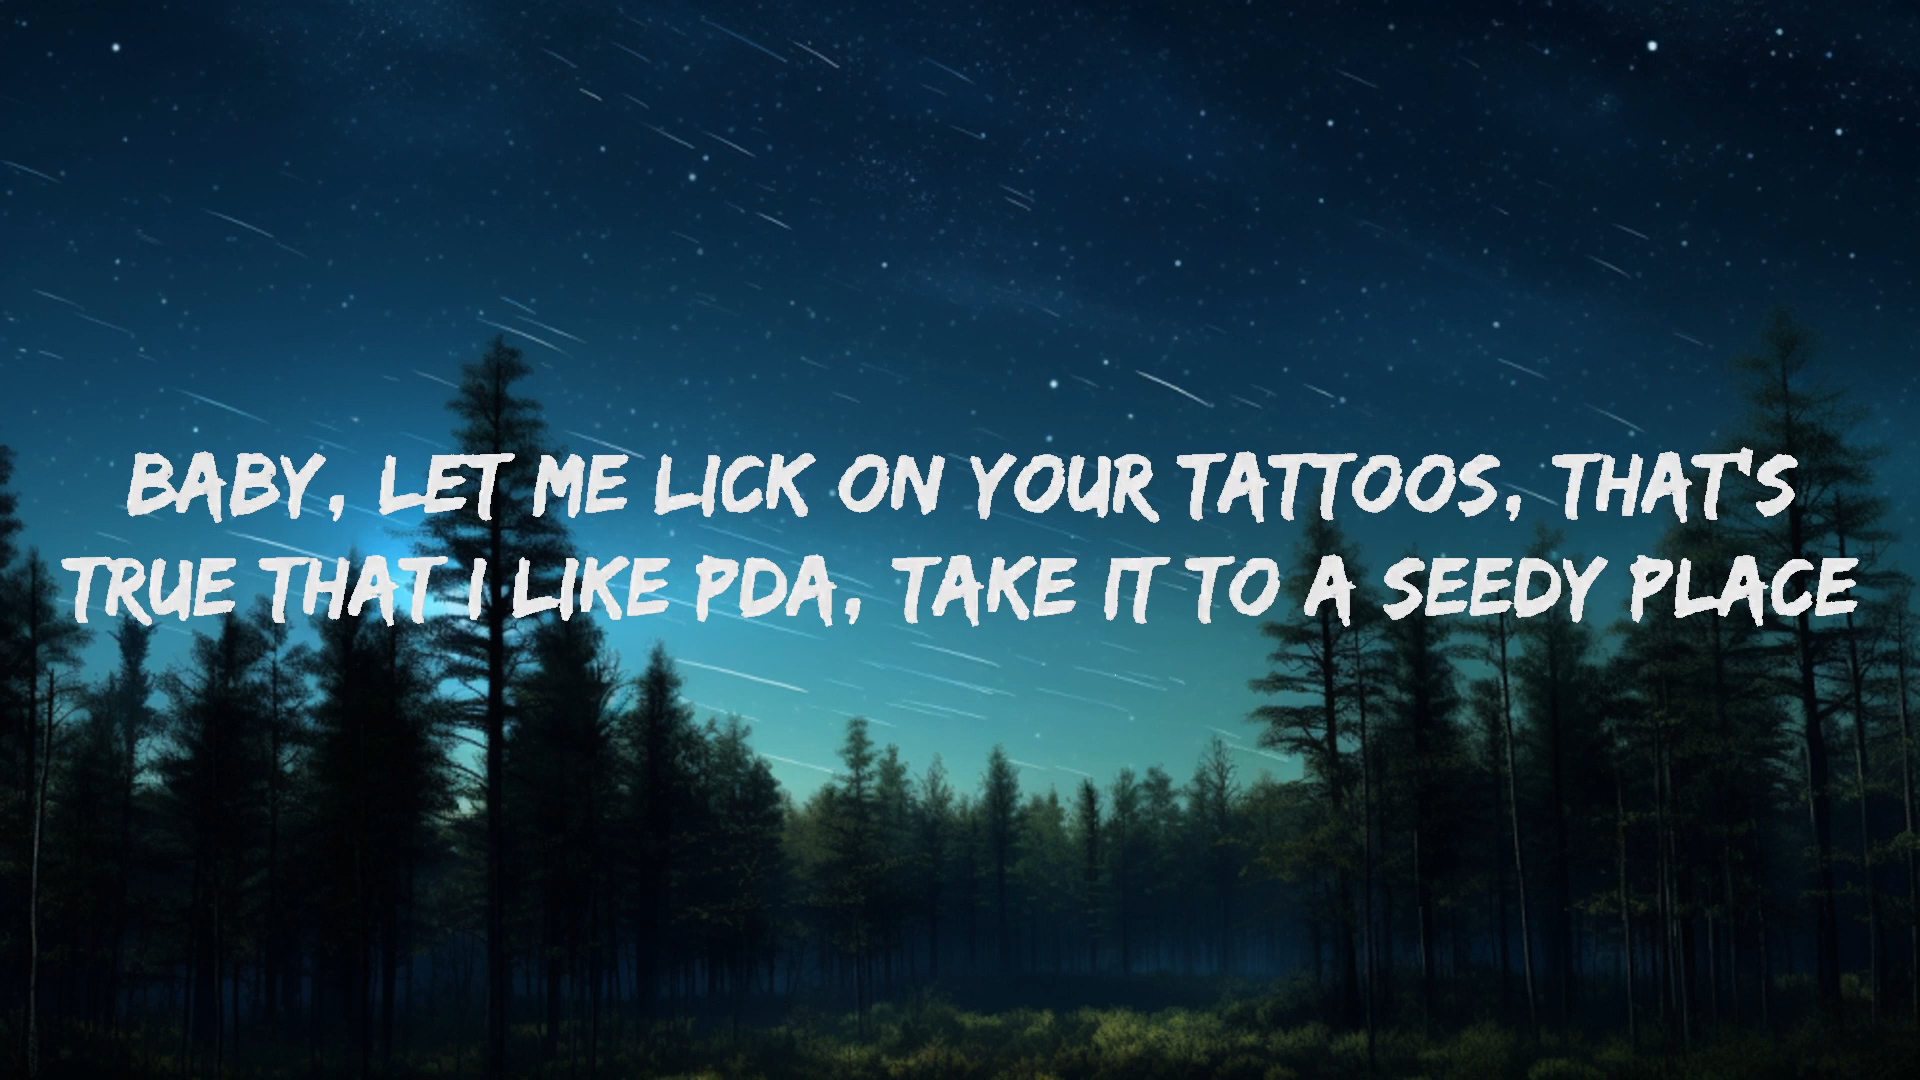 BABY, LET ME LICK ON YOUR TATTOOS, THAT'S
TRUE THAT I LIKE PDA, TAKE IT TO A SEEDY PLACE